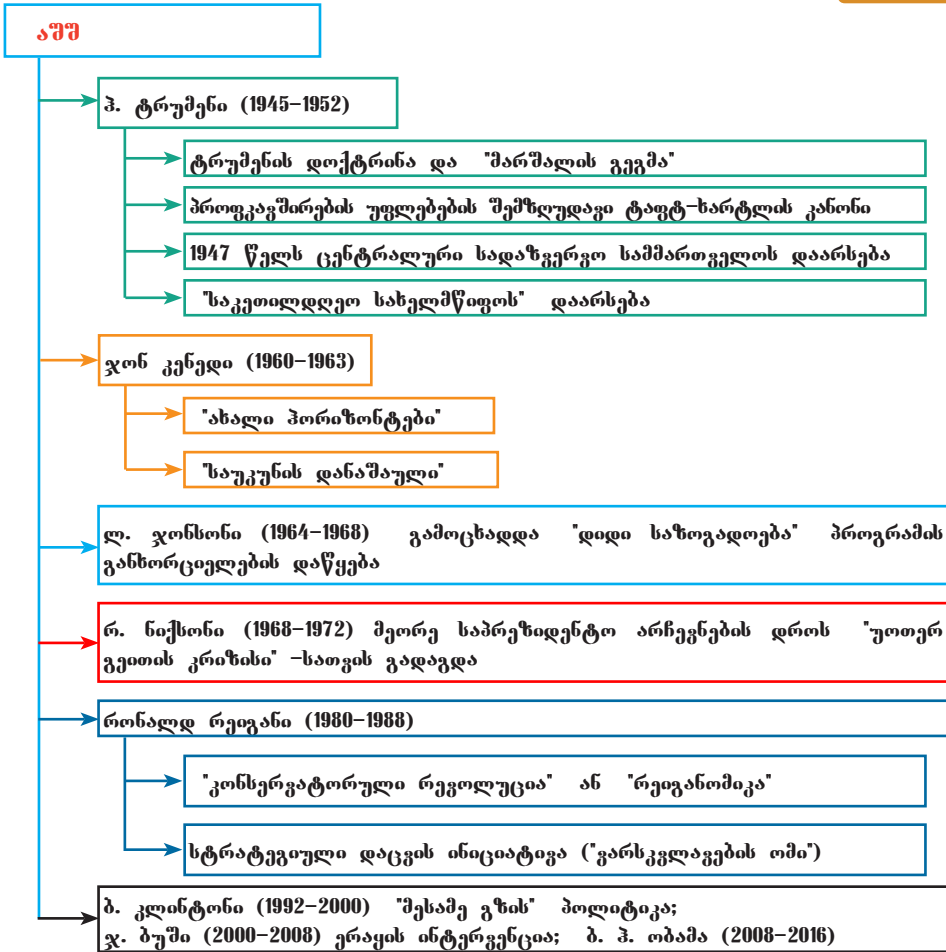 აშშ
ჰ. ტრუმენი (1945-1952)
ტრუმენის დოქტრინა და "მარშალის გეგმა"
პროფკავშირების უფლებების შემზღუდავი ტაფტ-ხარტლის კანონი
1947 წელს ცენტრალური სადაზვერვო სამმართველოს დაარსება
"საკეთილდღეო სახელმწიფოს" დაარსება
ჯონ კენედი (1960-1963)
"ახალი ჰორიზონტები"
"საუკუნის დანაშაული"
ლ. ჯონსონი (1964-1968) გამოცხადდა "დიდი საზოგადოება" პროგრამის
განხორციელების დაწყება
რ. ნიქსონი (1968-1972) მეორე საპრეზიდენტო არჩევნების დროს "უოთერ
გეითის კრიზისი" -სათვის გადაგდა
რონალდ რეიგანი (1980-1988)
"კონსერვატორული რევოლუცია" ან "რეიგანომიკა"
სტრატეგიული დაცვის ინიციატივა ("ვარსკვლავების ომი")
ბ. კლინტონი (1992-2000) "მესამე გზის" პოლიტიკა;
ჯ. ბუში (2000-2008) ერაყის ინტერვენცია; ბ. ჰ. ობამა (2008-2016)